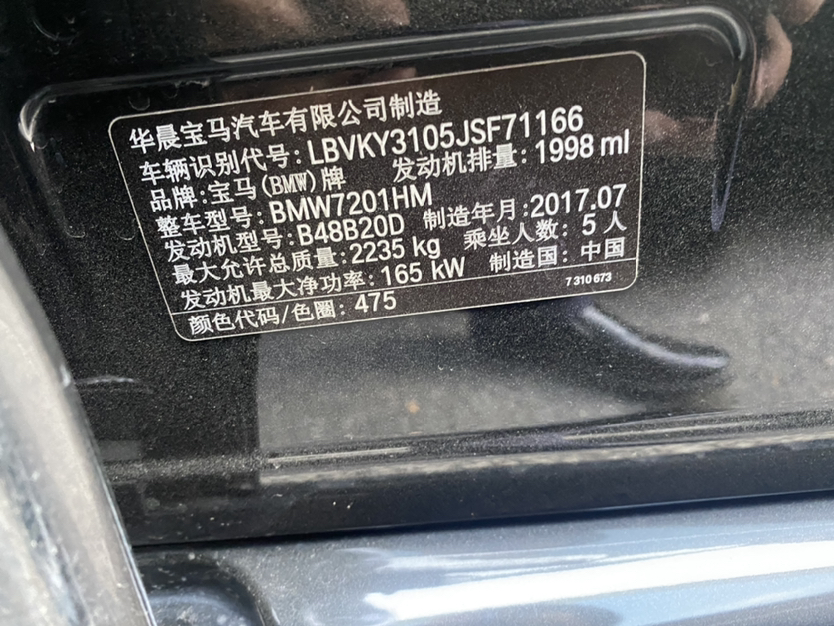 华晨宝马汽车有限公司制造
车辆识别代号: LBVKY3105JSF71166
品牌: 宝马(BMW)牌 发动机排量: 1998 ml
整车型号: BMW7201HM
发动机型号: B48B20D 制造年月: 2017.07
最大允许总质量: 2235 kg 乘坐人数: 5 人
发动机最大净功率: 165 kW 制造国: 中国
颜色代码/色圈: 475 7 310 673